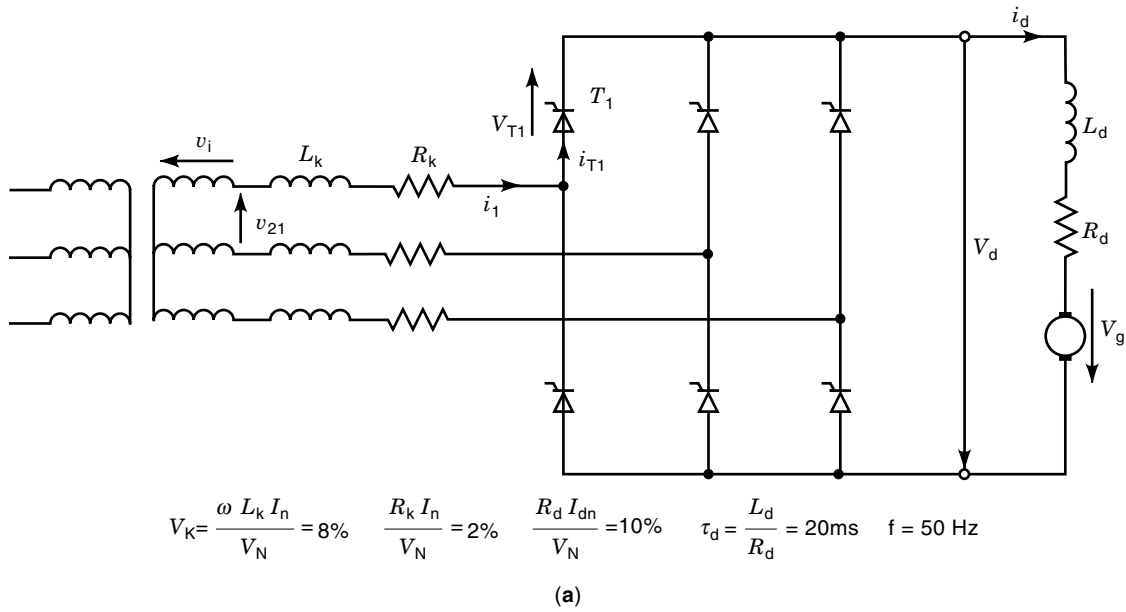 i_d
T_1
V_T1
L_d
v_i
L_k
R_k
i_T1
i_1
v_21
R_d
V_d
V_g
V_K = ω L_k I_n / V_N = 8%   R_k I_n / V_N = 2%   R_d I_dn / V_N = 10%   τ_d = L_d / R_d = 20ms   f = 50 Hz
(a)